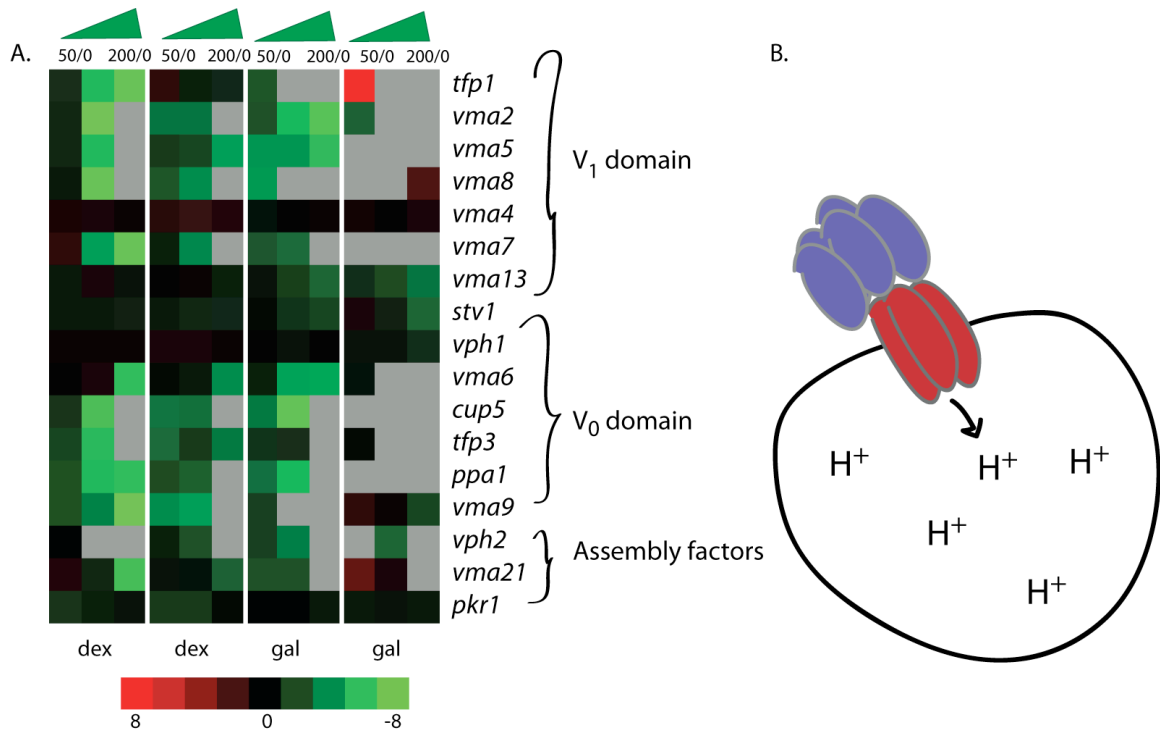 A.
50/0 200/0 50/0 200/0 50/0 200/0 50/0 200/0
tfp1
vma2
vma5
vma8
vma4
vma7
vma13
stv1
vph1
vma6
cup5
tfp3
ppa1
vma9
vph2
vma21
pkr1
V1 domain
V0 domain
Assembly factors
dex dex gal gal
8 0 -8
B.
H+ H+ H+
H+
H+